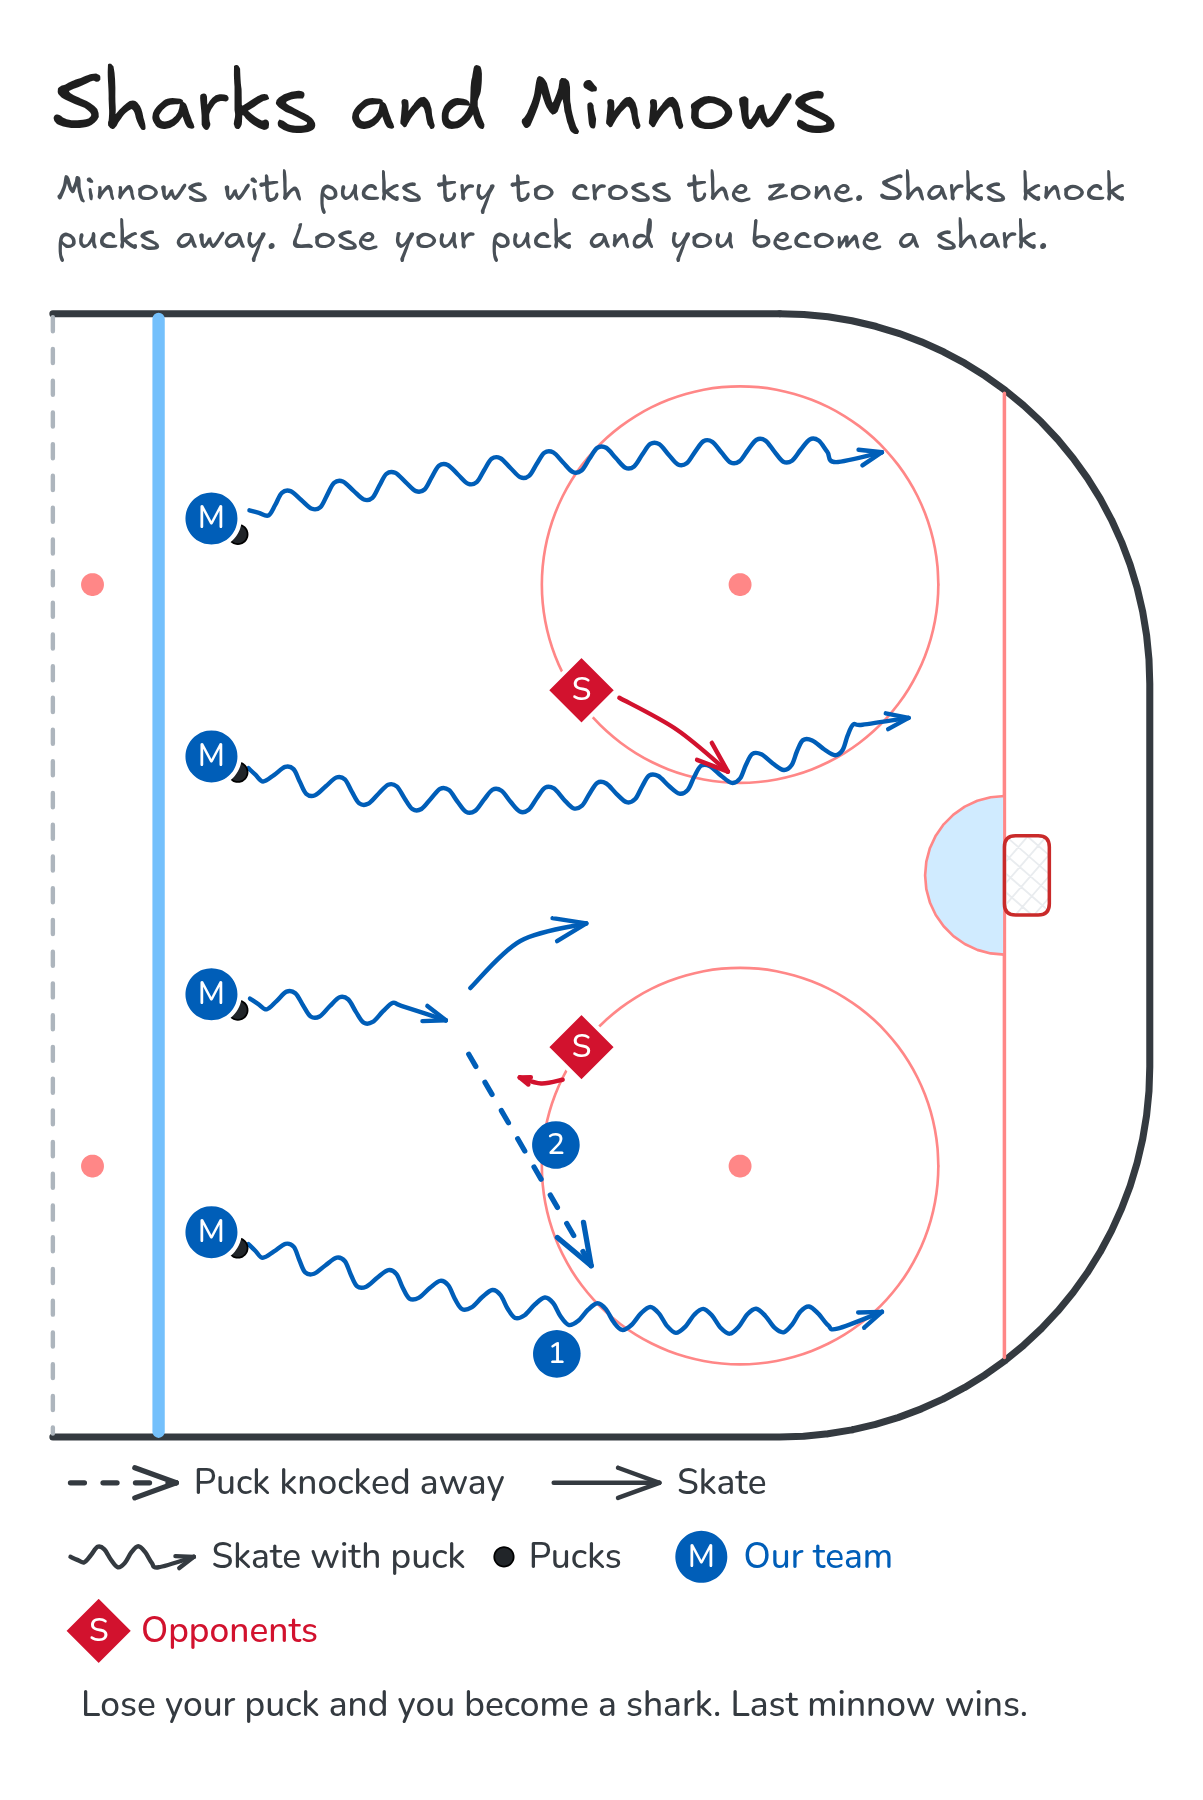 Sharks and Minnows
Minnows with pucks try to cross the zone. Sharks knock
pucks away. Lose your puck and you become a shark.
M
S
M
M
S
2
M
1
Puck knocked away Skate
Skate with puck Pucks M Our team
S Opponents
Lose your puck and you become a shark. Last minnow wins.